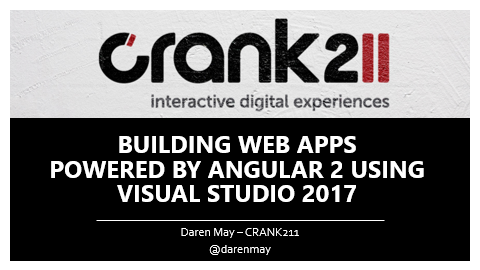 crank211
interactive digital experiences
BUILDING WEB APPS
POWERED BY ANGULAR 2 USING
VISUAL STUDIO 2017
Daren May – CRANK211
@darenmay